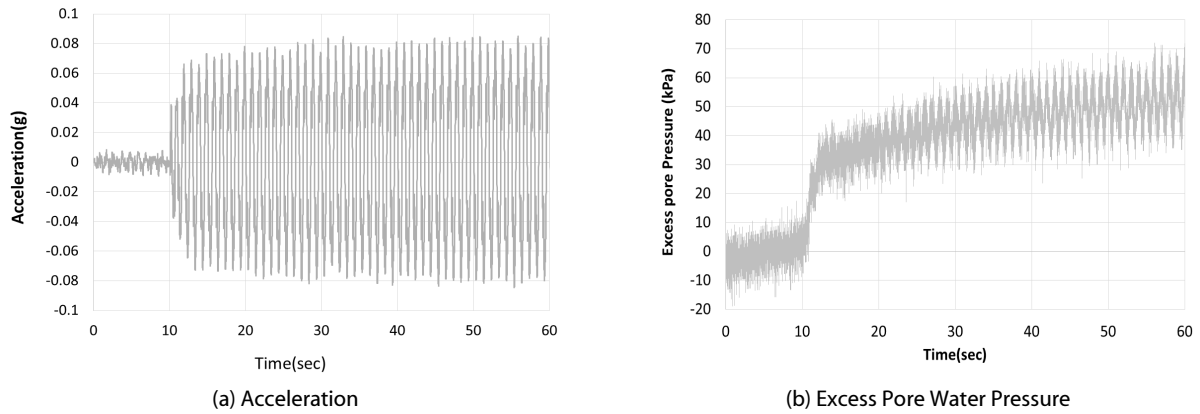 0.1
0.08
0.06
0.04
0.02
0
-0.02
-0.04
-0.06
-0.08
-0.1
Acceleration(g)
0 10 20 30 40 50 60
Time(sec)
(a) Acceleration
80
70
60
50
40
30
20
10
0
-10
-20
Excess pore Pressure (kPa)
0 10 20 30 40 50 60
Time(sec)
(b) Excess Pore Water Pressure